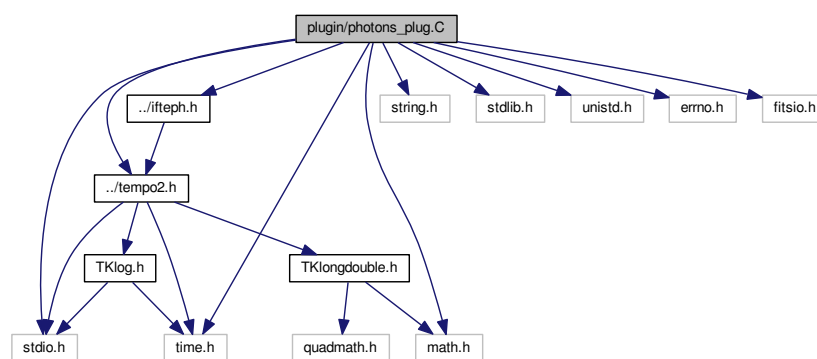 plugin/photons_plug.C
../ifteph.h
string.h
stdlib.h
unistd.h
errno.h
fitsio.h
../tempo2.h
TKlog.h
TKlongdouble.h
stdio.h
time.h
quadmath.h
math.h